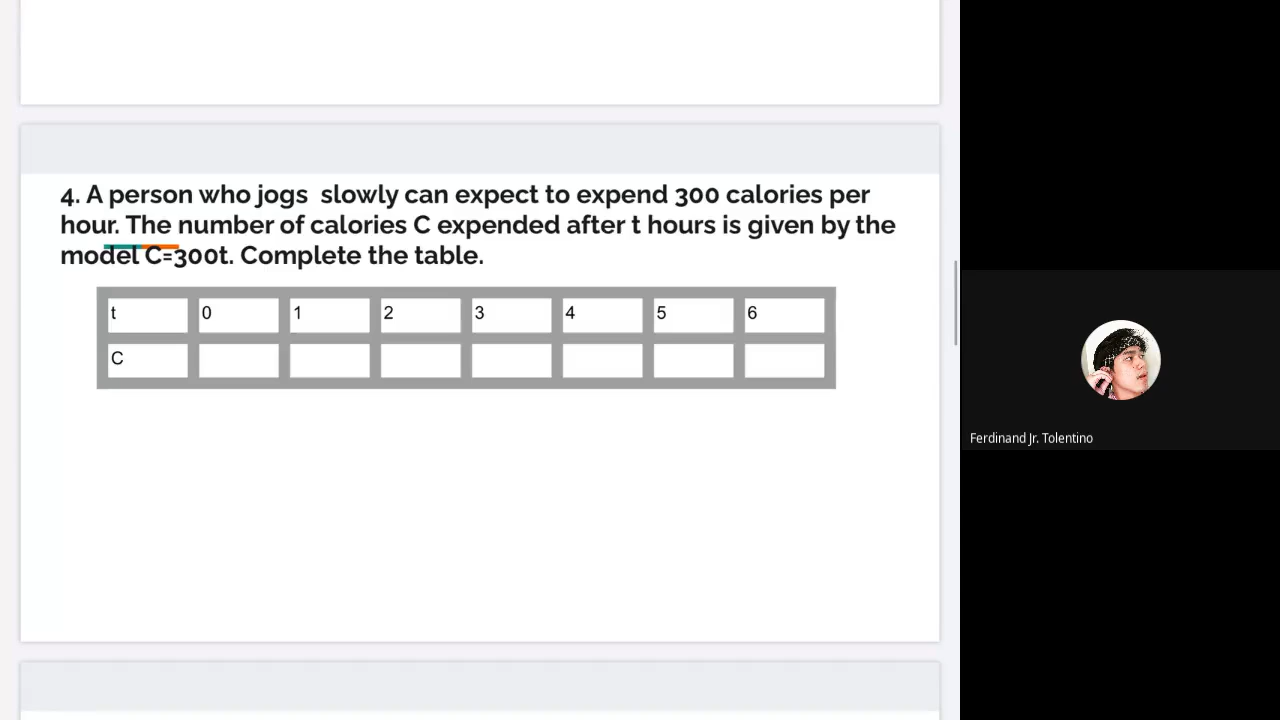 4. A person who jogs  slowly can expect to expend 300 calories per
hour. The number of calories C expended after t hours is given by the
model C=300t. Complete the table.
t 0 1 2 3 4 5 6
C
Ferdinand Jr. Tolentino